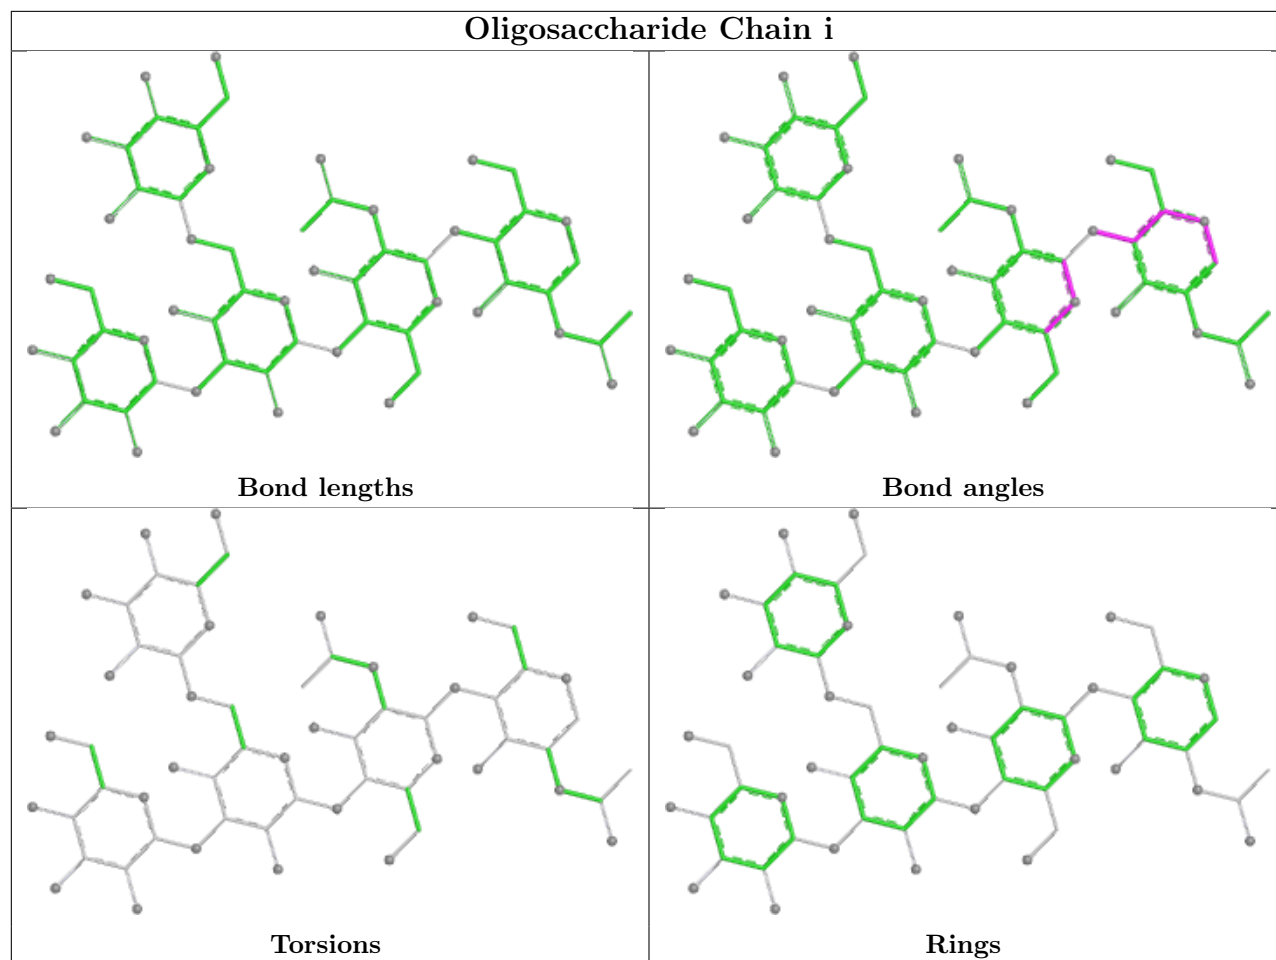 Oligosaccharide Chain i
Bond lengths
Bond angles
Torsions
Rings